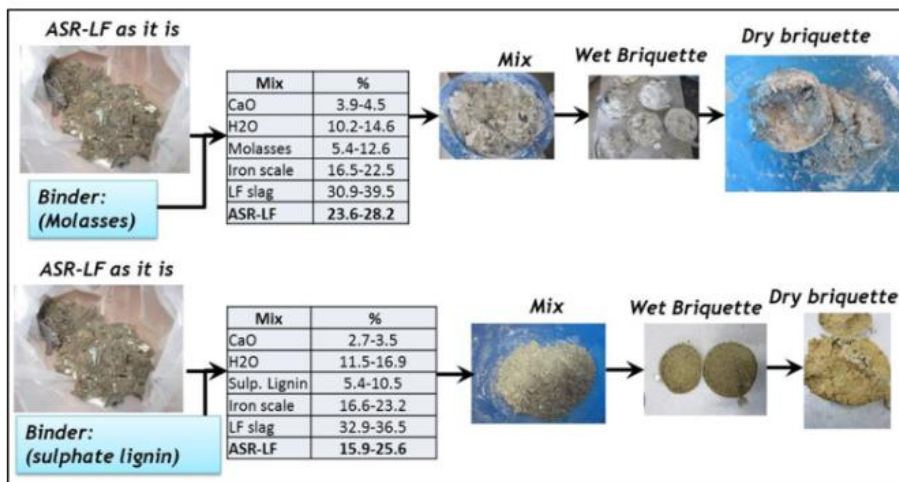 ASR-LF as it is
Mix
Wet Briquette
Dry briquette
Mix %
CaO 3.9-4.5
H2O 10.2-14.6
Molasses 5.4-12.6
Iron scale 16.5-22.5
LF slag 30.9-39.5
ASR-LF 23.6-28.2
Binder:
(Molasses)
ASR-LF as it is
Mix
Wet Briquette
Dry briquette
Mix %
CaO 2.7-3.5
H2O 11.5-16.9
Sulp. Lignin 5.4-10.5
Iron scale 16.6-23.2
LF slag 32.9-36.5
ASR-LF 15.9-25.6
Binder:
(sulphate lignin)